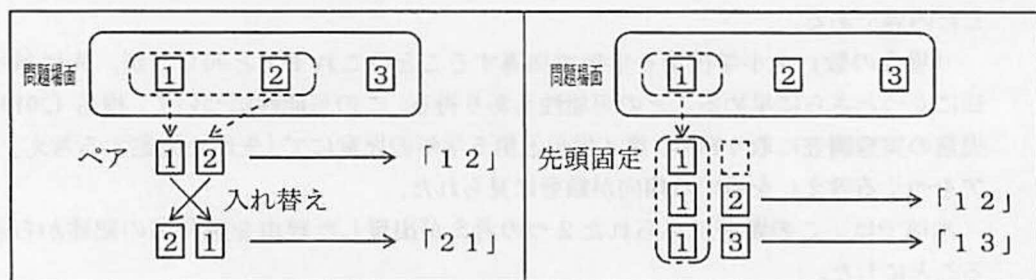 問題場面 1 2 3
ペア 1 2 「12」
入れ替え
2 1 「21」
問題場面 1 2 3
先頭固定 1
1 2 「12」
1 3 「13」